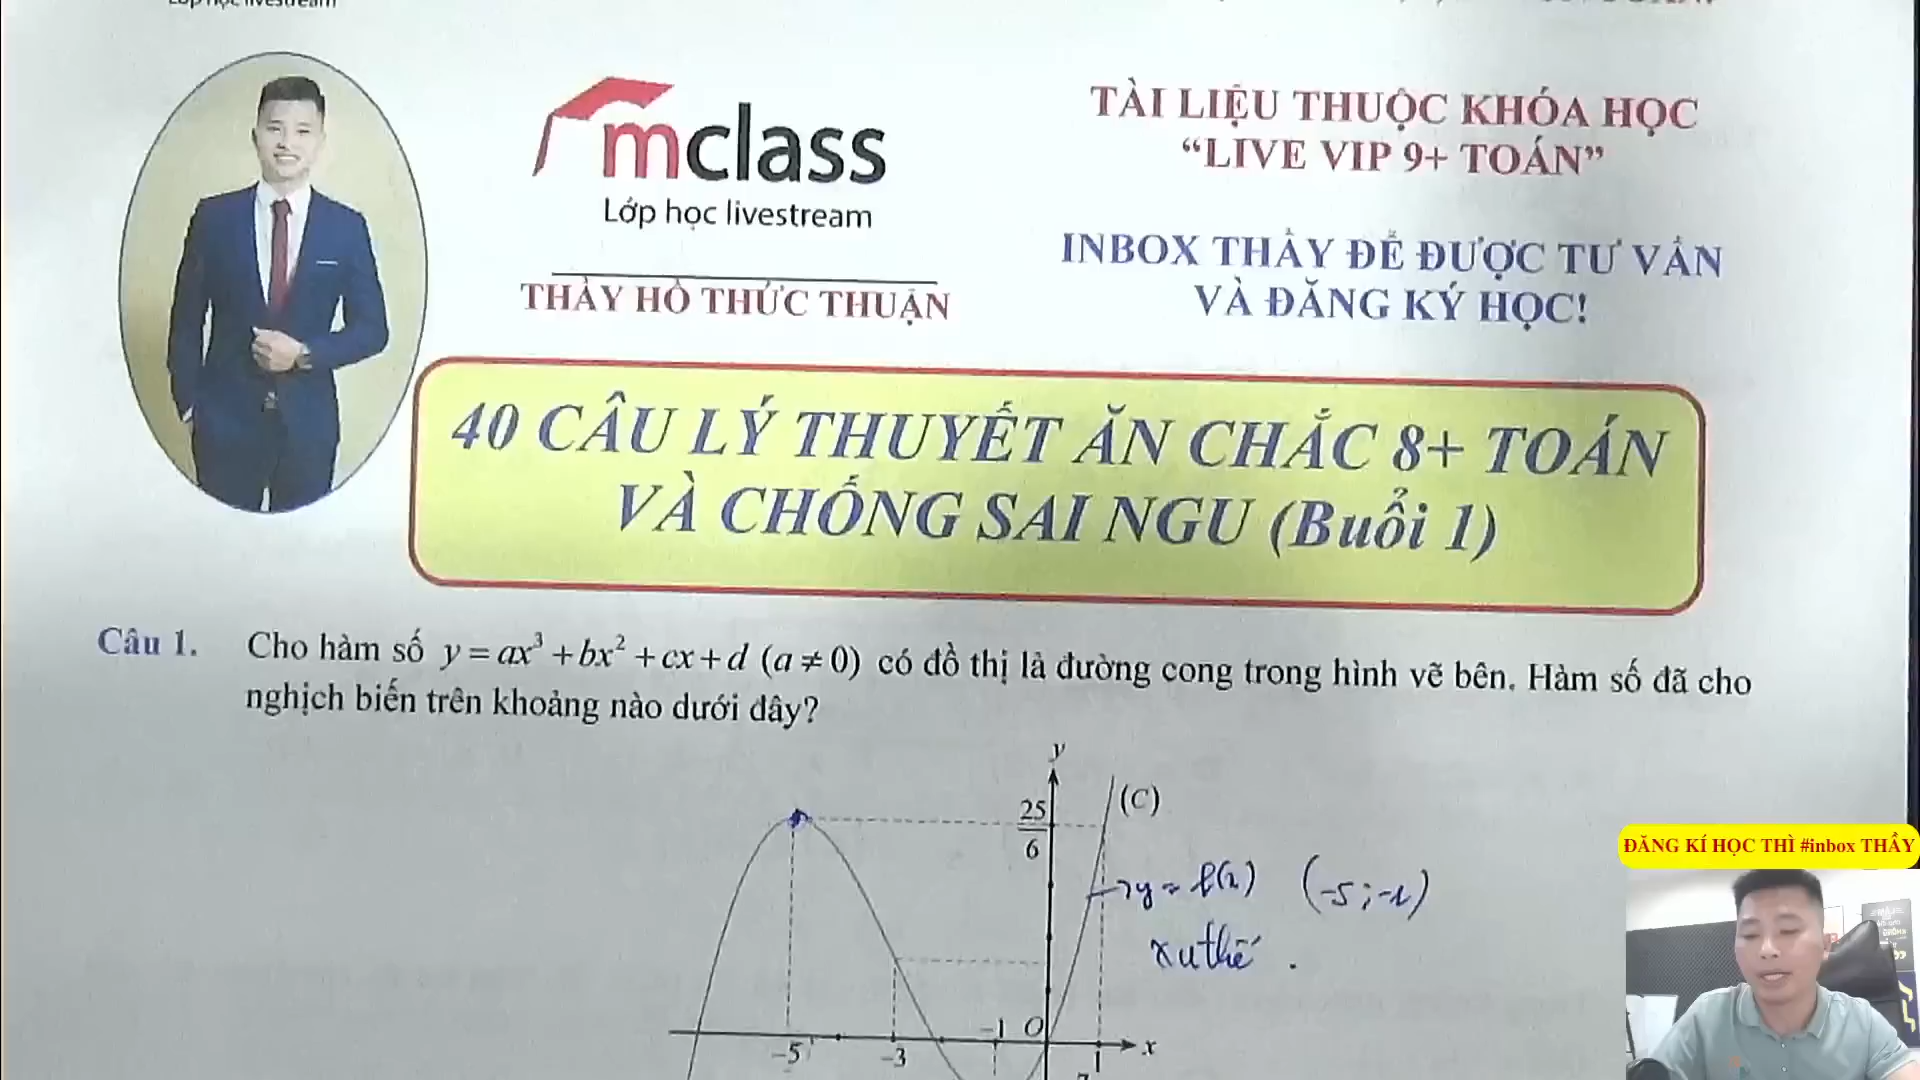 mclass
Lớp học livestream
THẦY HỒ THỨC THUẬN
TÀI LIỆU THUỘC KHÓA HỌC
“LIVE VIP 9+ TOÁN”
INBOX THẦY ĐỂ ĐƯỢC TƯ VẤN
VÀ ĐĂNG KÝ HỌC!
40 CÂU LÝ THUYẾT ĂN CHẮC 8+ TOÁN
VÀ CHỐNG SAI NGU (Buổi 1)
Câu 1. Cho hàm số y = ax³ + bx² + cx + d (a ≠ 0) có đồ thị là đường cong trong hình vẽ bên. Hàm số đã cho
nghịch biến trên khoảng nào dưới đây?
y
25
6
(C)
y = f(x) (-5;-1)
xu thế.
-5
-3
-1
O
1
x
ĐĂNG KÍ HỌC THÌ #inbox THẦY